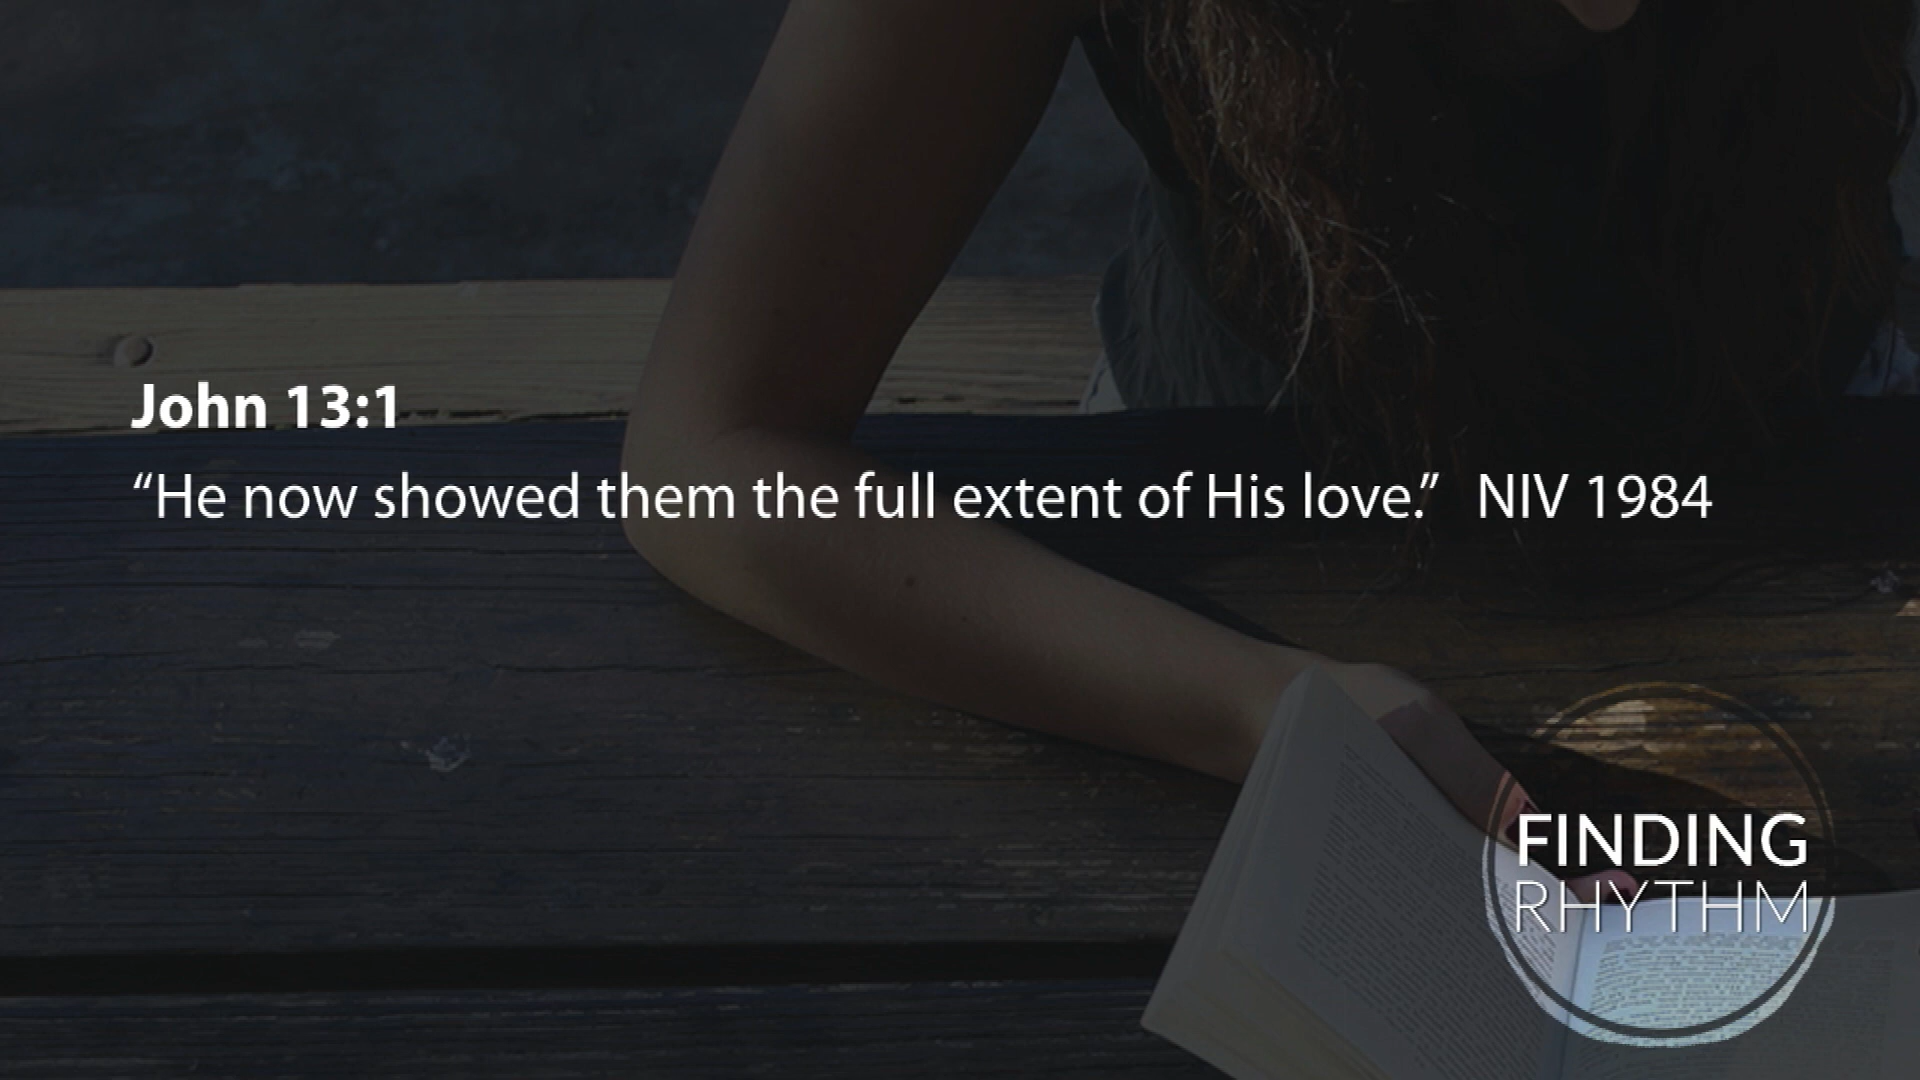 John 13:1
“He now showed them the full extent of His love.” NIV 1984
FINDING
RHYTHM